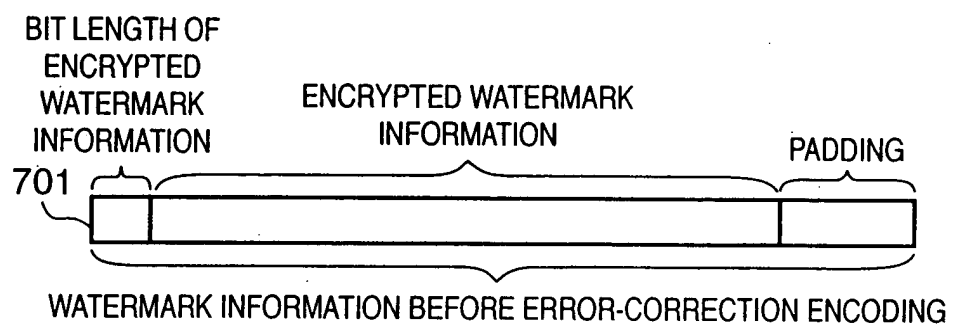 BIT LENGTH OF
ENCRYPTED
WATERMARK
INFORMATION
ENCRYPTED WATERMARK
INFORMATION
PADDING
701
WATERMARK INFORMATION BEFORE ERROR-CORRECTION ENCODING